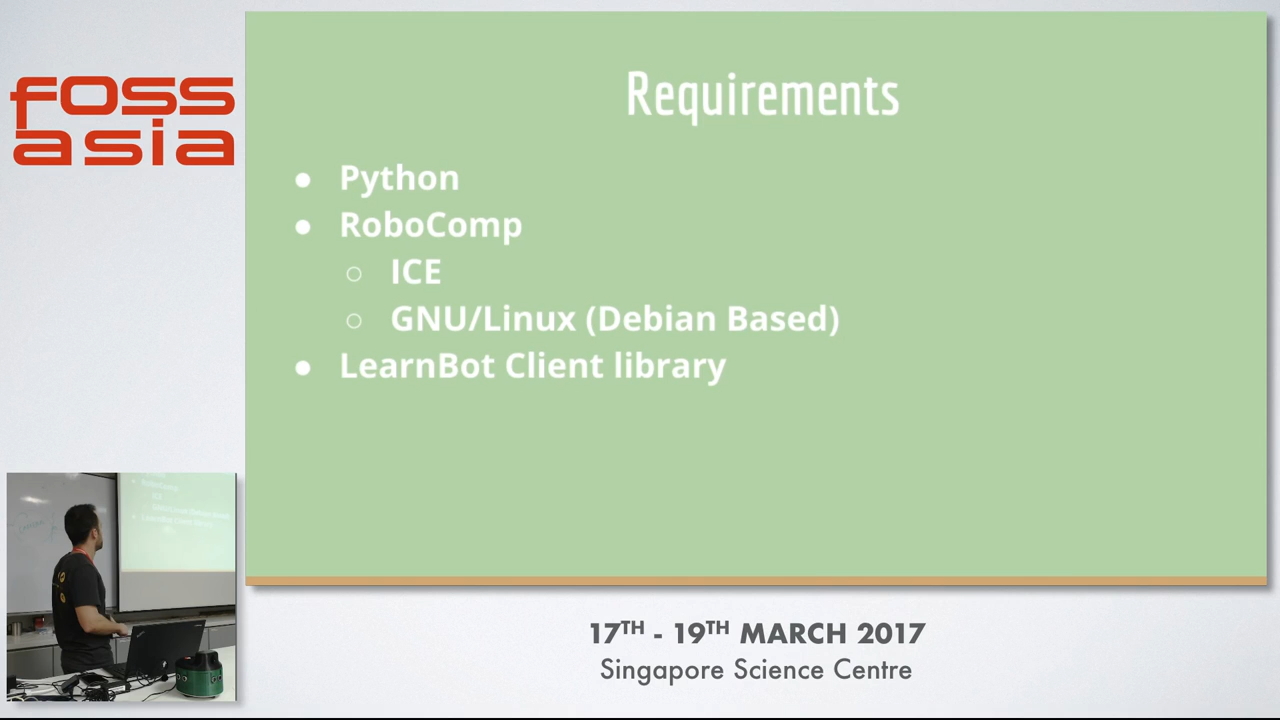 foss
asia
Requirements
● Python
● RoboComp
○ ICE
○ GNU/Linux (Debian Based)
● LearnBot Client library
17TH - 19TH MARCH 2017
Singapore Science Centre